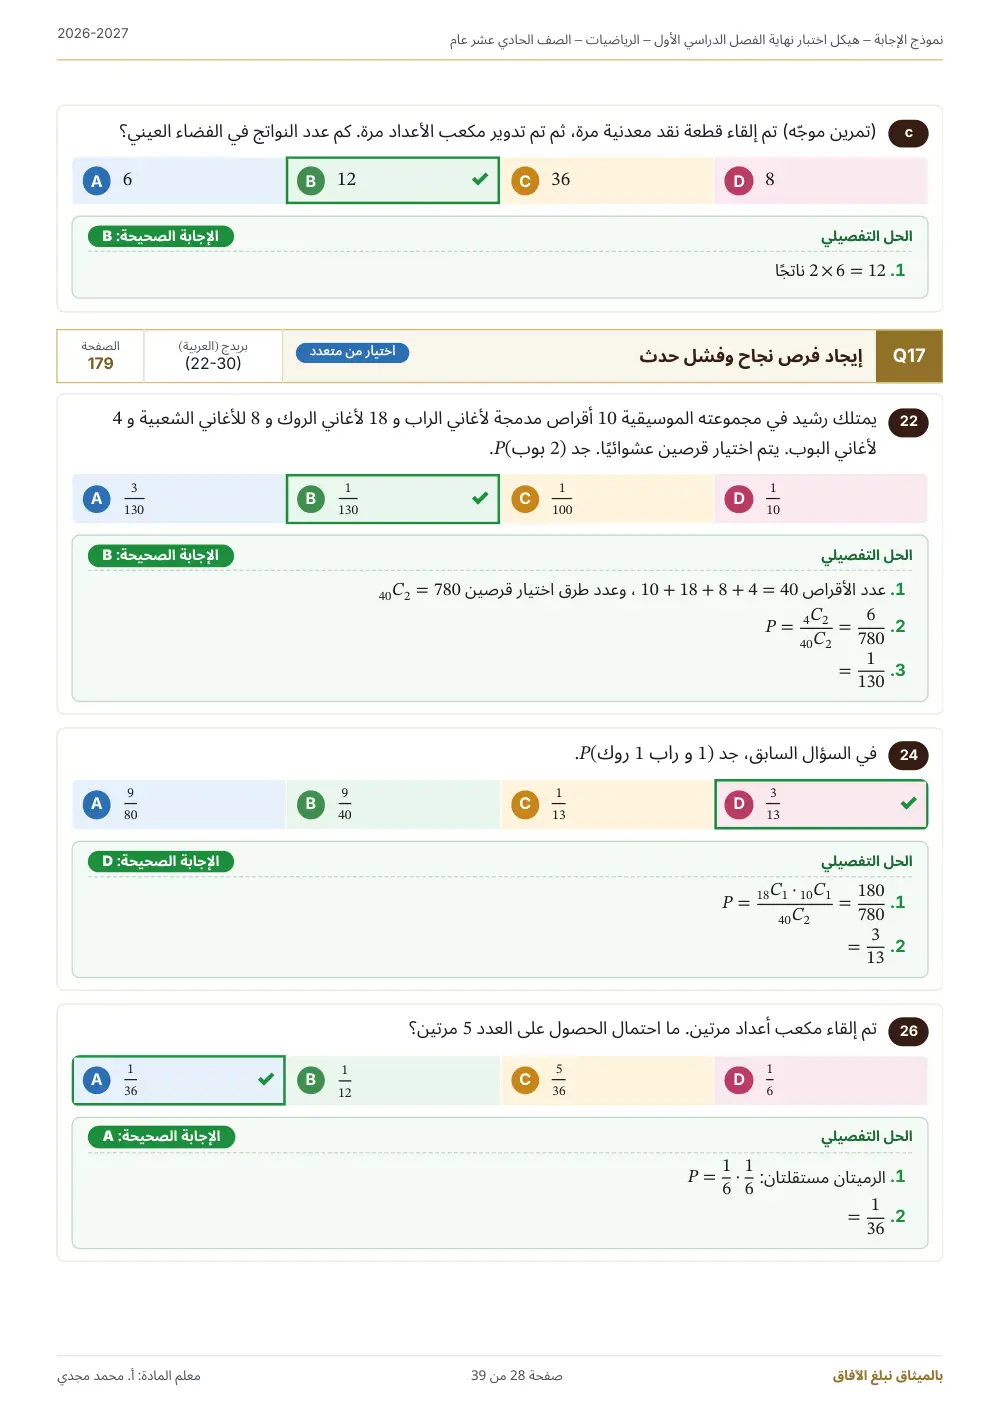 نموذج الإجابة – هيكل اختبار نهاية الفصل الدراسي الأول – الرياضيات – الصف الحادي عشر عام
2026-2027
c (تمرين موجّه) تم إلقاء قطعة نقد معدنية مرة، ثم تم تدوير مكعب الأعداد مرة. كم عدد النواتج في الفضاء العيني؟
A 6 B 12 ✔ C 36 D 8
الحل التفصيلي الإجابة الصحيحة: B
1. 2 × 6 = 12 ناتجًا
Q17 إيجاد فرص نجاح وفشل حدث اختيار من متعدد بريدج (العربية) (22-30) الصفحة 179
22 يمتلك رشيد في مجموعته الموسيقية 10 أقراص مدمجة لأغاني الراب و 18 لأغاني الروك و 8 للأغاني الشعبية و 4
لأغاني البوب. يتم اختيار قرصين عشوائيًا. جد P(2 بوب).
A 3/130 B 1/130 ✔ C 1/100 D 1/10
الحل التفصيلي الإجابة الصحيحة: B
1. عدد الأقراص 10 + 18 + 8 + 4 = 40 ، وعدد طرق اختيار قرصين ₄₀C₂ = 780
2. P = ₄C₂/₄₀C₂ = 6/780
3. = 1/130
24 في السؤال السابق، جد P(1 و راب 1 روك).
A 9/80 B 9/40 C 1/13 D 3/13 ✔
الحل التفصيلي الإجابة الصحيحة: D
1. P = ₁₈C₁ · ₁₀C₁/₄₀C₂ = 180/780
2. = 3/13
26 تم إلقاء مكعب أعداد مرتين. ما احتمال الحصول على العدد 5 مرتين؟
A 1/36 ✔ B 1/12 C 5/36 D 1/6
الحل التفصيلي الإجابة الصحيحة: A
1. الرميتان مستقلتان: P = 1/6 · 1/6
2. = 1/36
بالميثاق نبلغ الآفاق صفحة 28 من 39 معلم المادة: أ. محمد مجدي